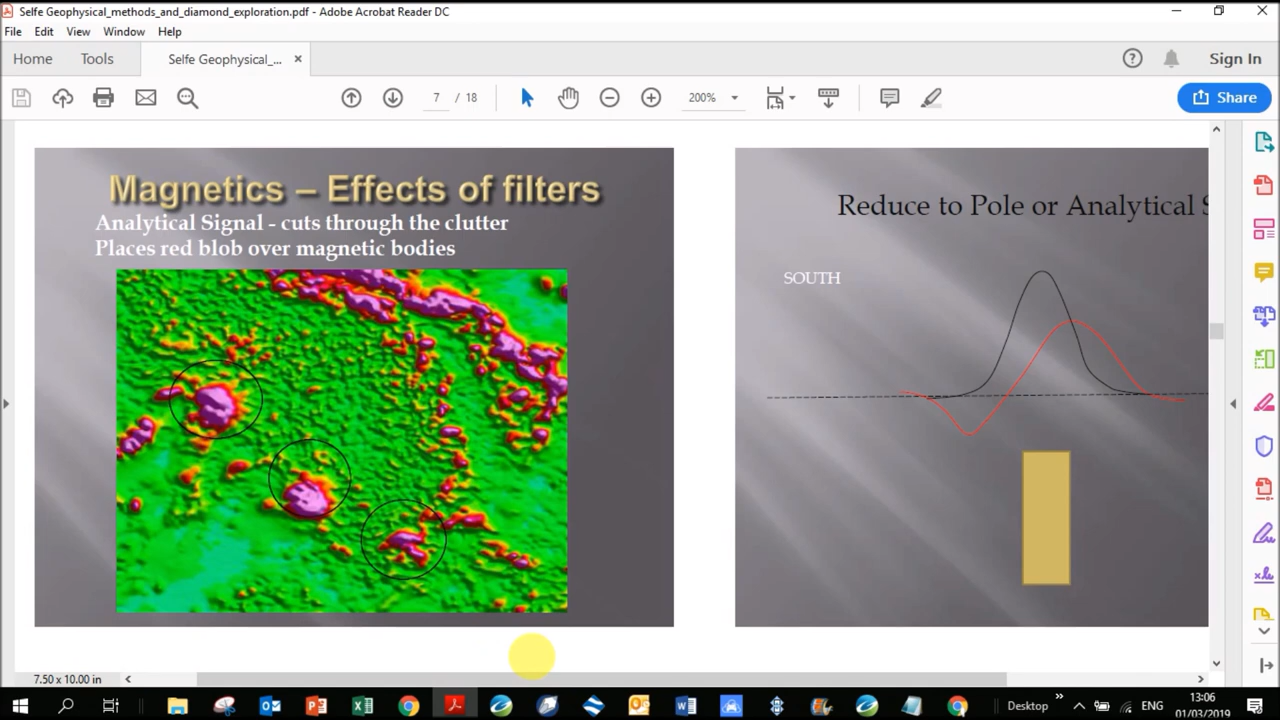 Selfe Geophysical_methods_and_diamond_exploration.pdf - Adobe Acrobat Reader DC
File Edit View Window Help
Home Tools Selfe Geophysical_... × ? Sign In
7 / 18 200% Share
Magnetics – Effects of filters
Analytical Signal - cuts through the clutter
Places red blob over magnetic bodies
Reduce to Pole or Analytical S
SOUTH
7.50 x 10.00 in
Desktop » ENG 13:06
01/03/2019